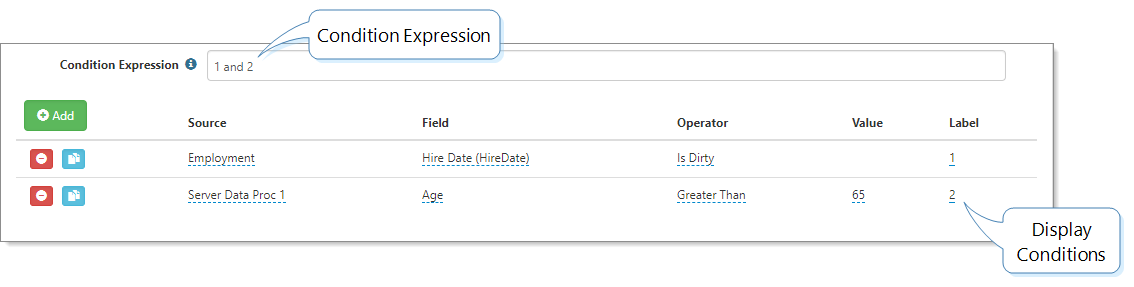 Condition Expression
Condition Expression 1 and 2
Add
Source Field Operator Value Label
Employment Hire Date (HireDate) Is Dirty 1
Server Data Proc 1 Age Greater Than 65 2
Display
Conditions